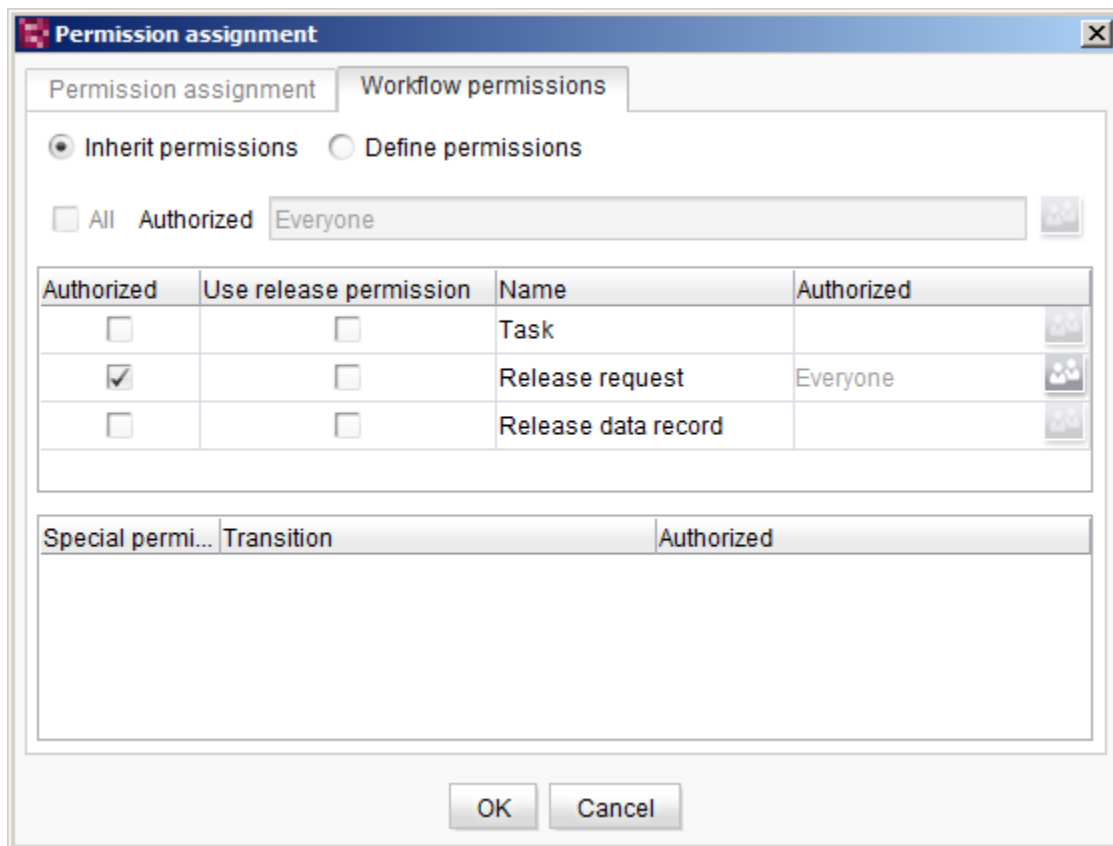 Permission assignment
Permission assignment Workflow permissions
Inherit permissions Define permissions
All Authorized Everyone
Authorized Use release permission Name Authorized
Task
Release request Everyone
Release data record
Special permi... Transition Authorized
OK Cancel